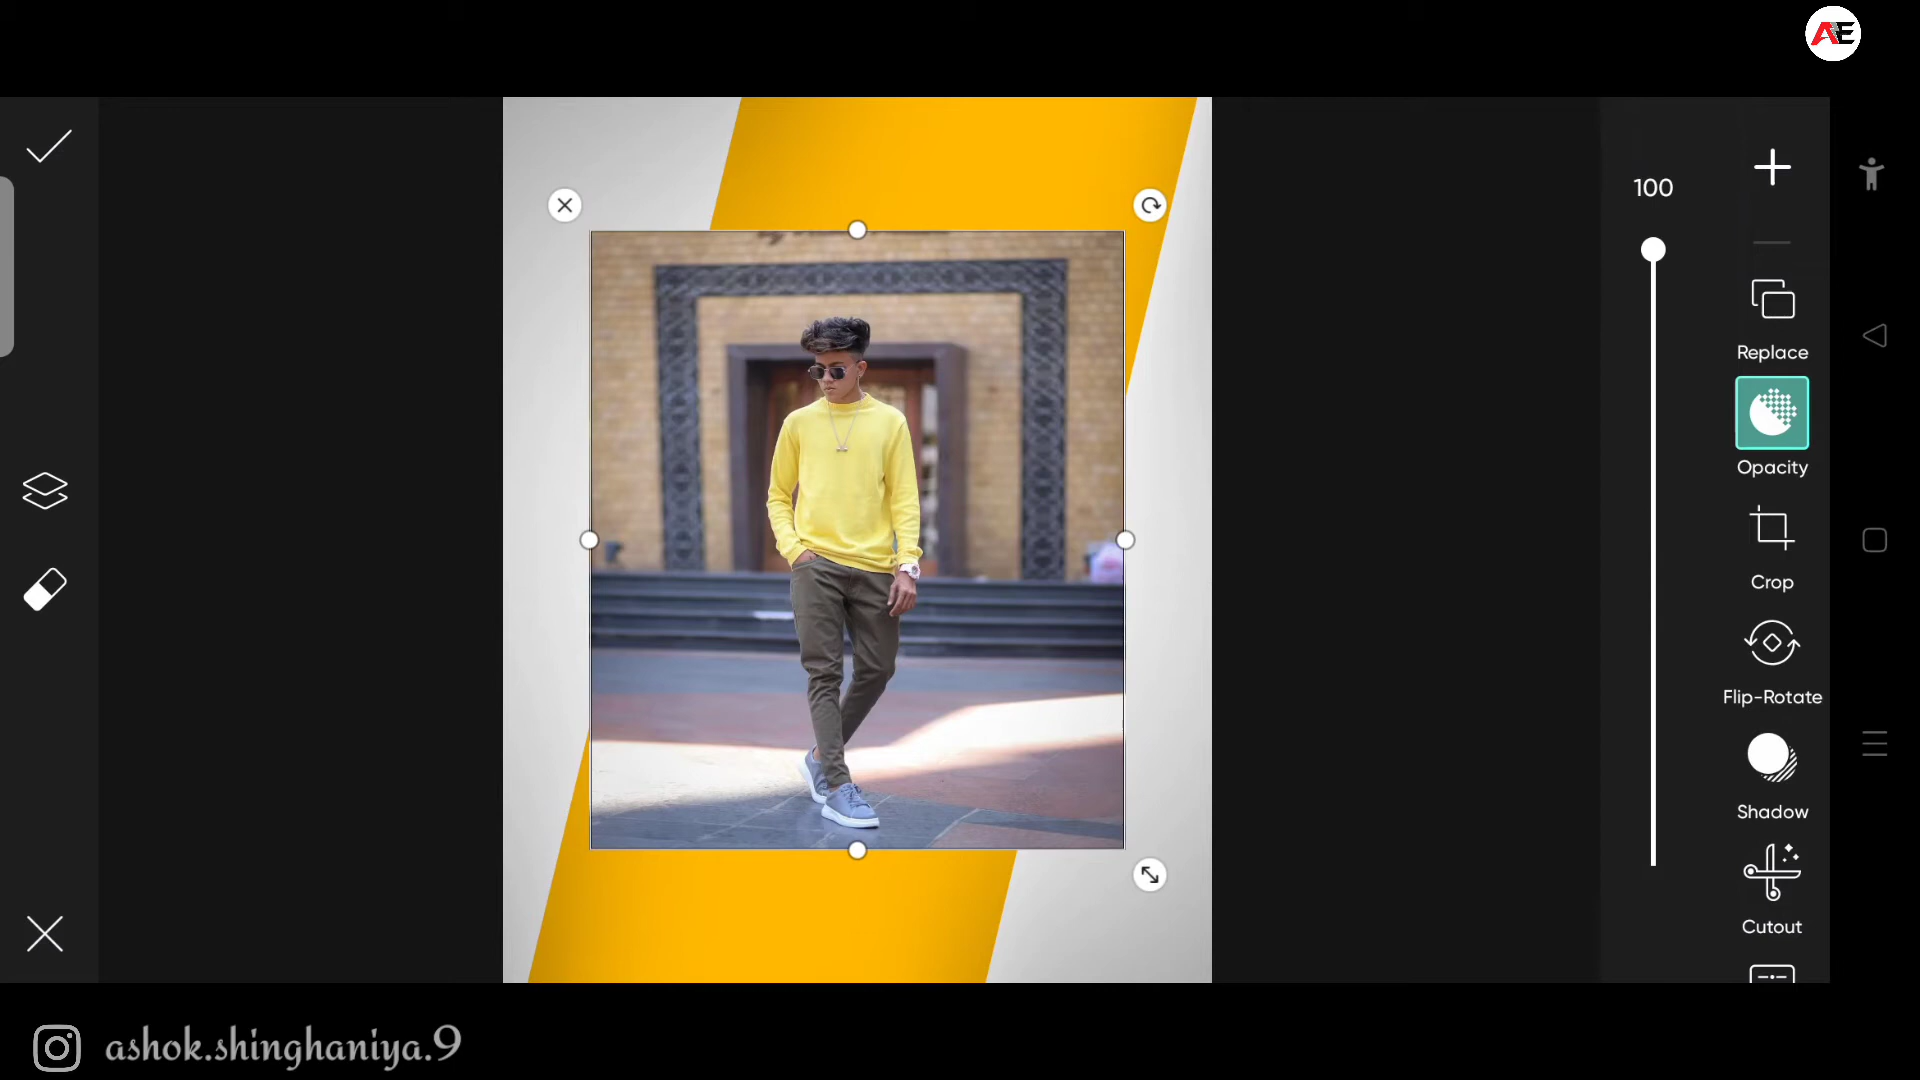 AE
100
Replace
Opacity
Crop
Flip-Rotate
Shadow
Cutout
ashok.shinghaniya.9